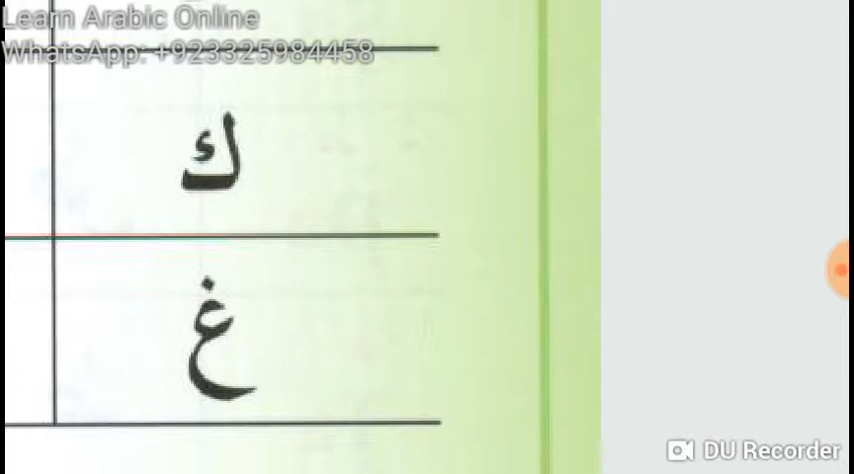 Learn Arabic Online
WhatsApp: +923325984458
ك
غ
DU Recorder